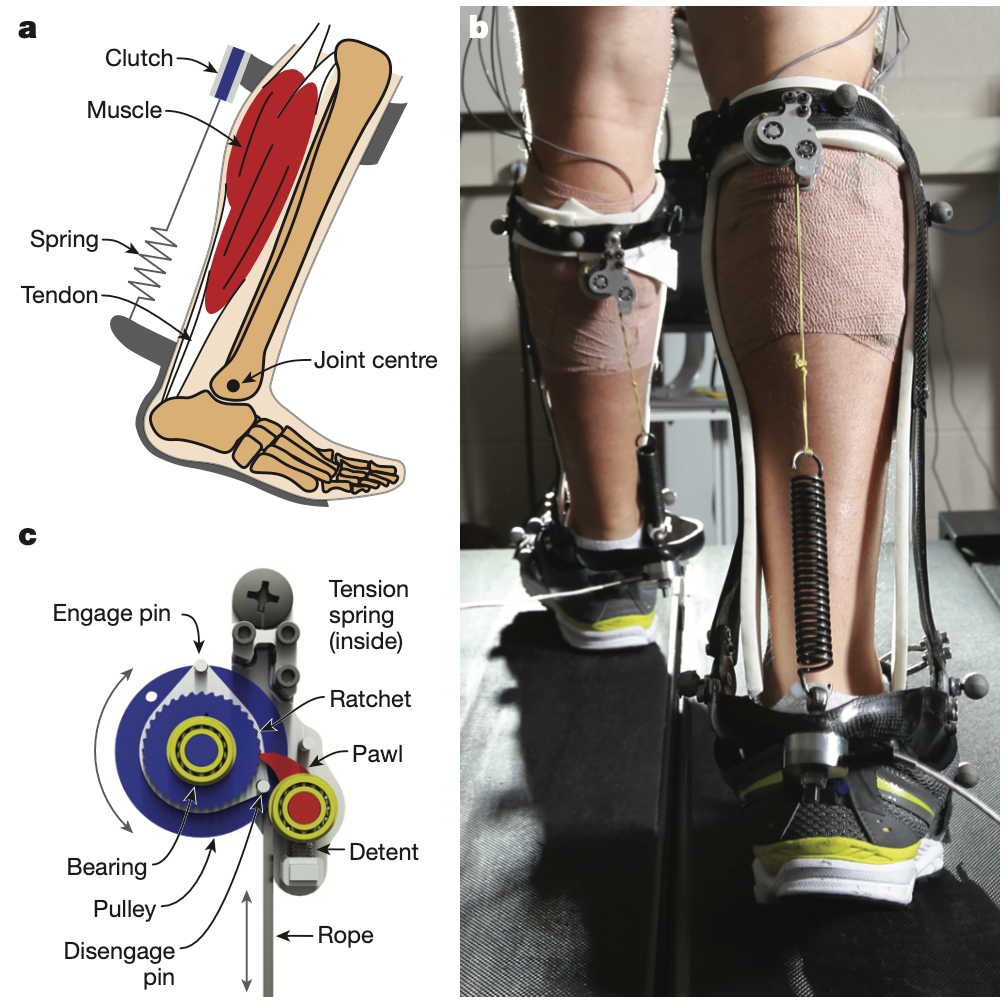 a
Clutch
Muscle
Spring
Tendon
Joint centre
b
c
Engage pin
Tension
spring
(inside)
Ratchet
Pawl
Bearing
Detent
Pulley
Disengage
pin
Rope